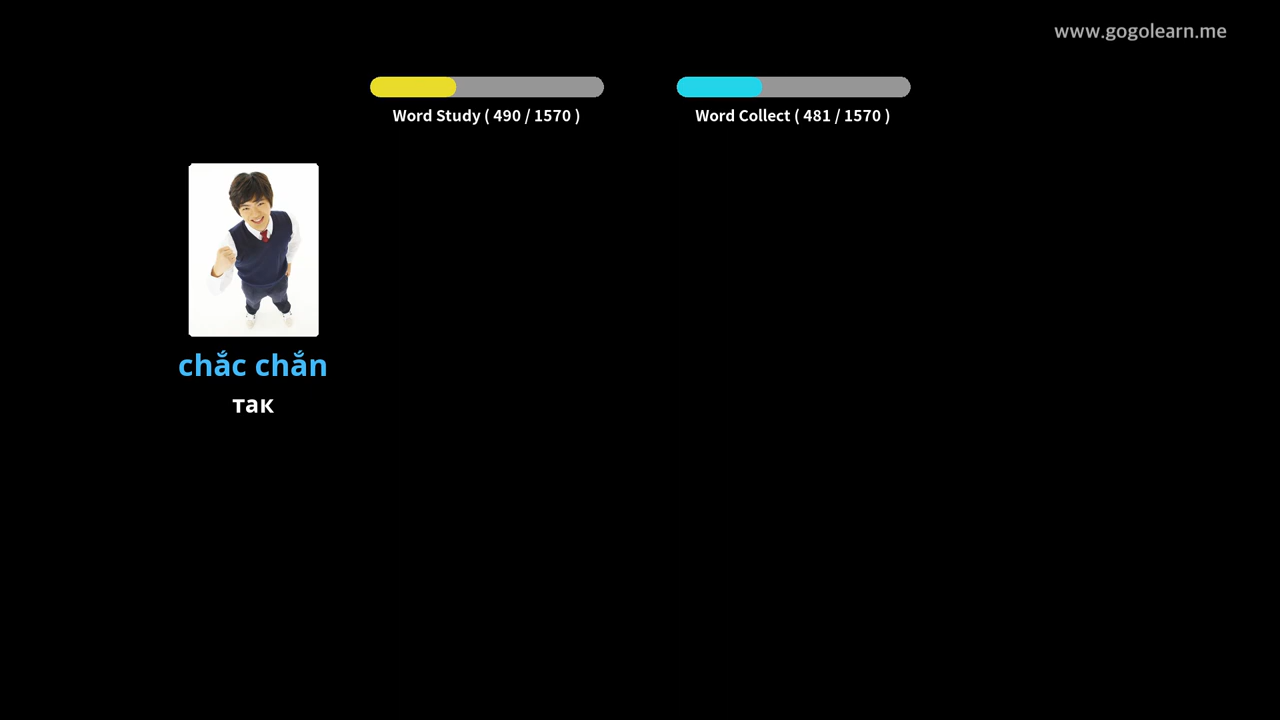 www.gogolearn.me
Word Study ( 490 / 1570 )
Word Collect ( 481 / 1570 )
chắc chắn
так